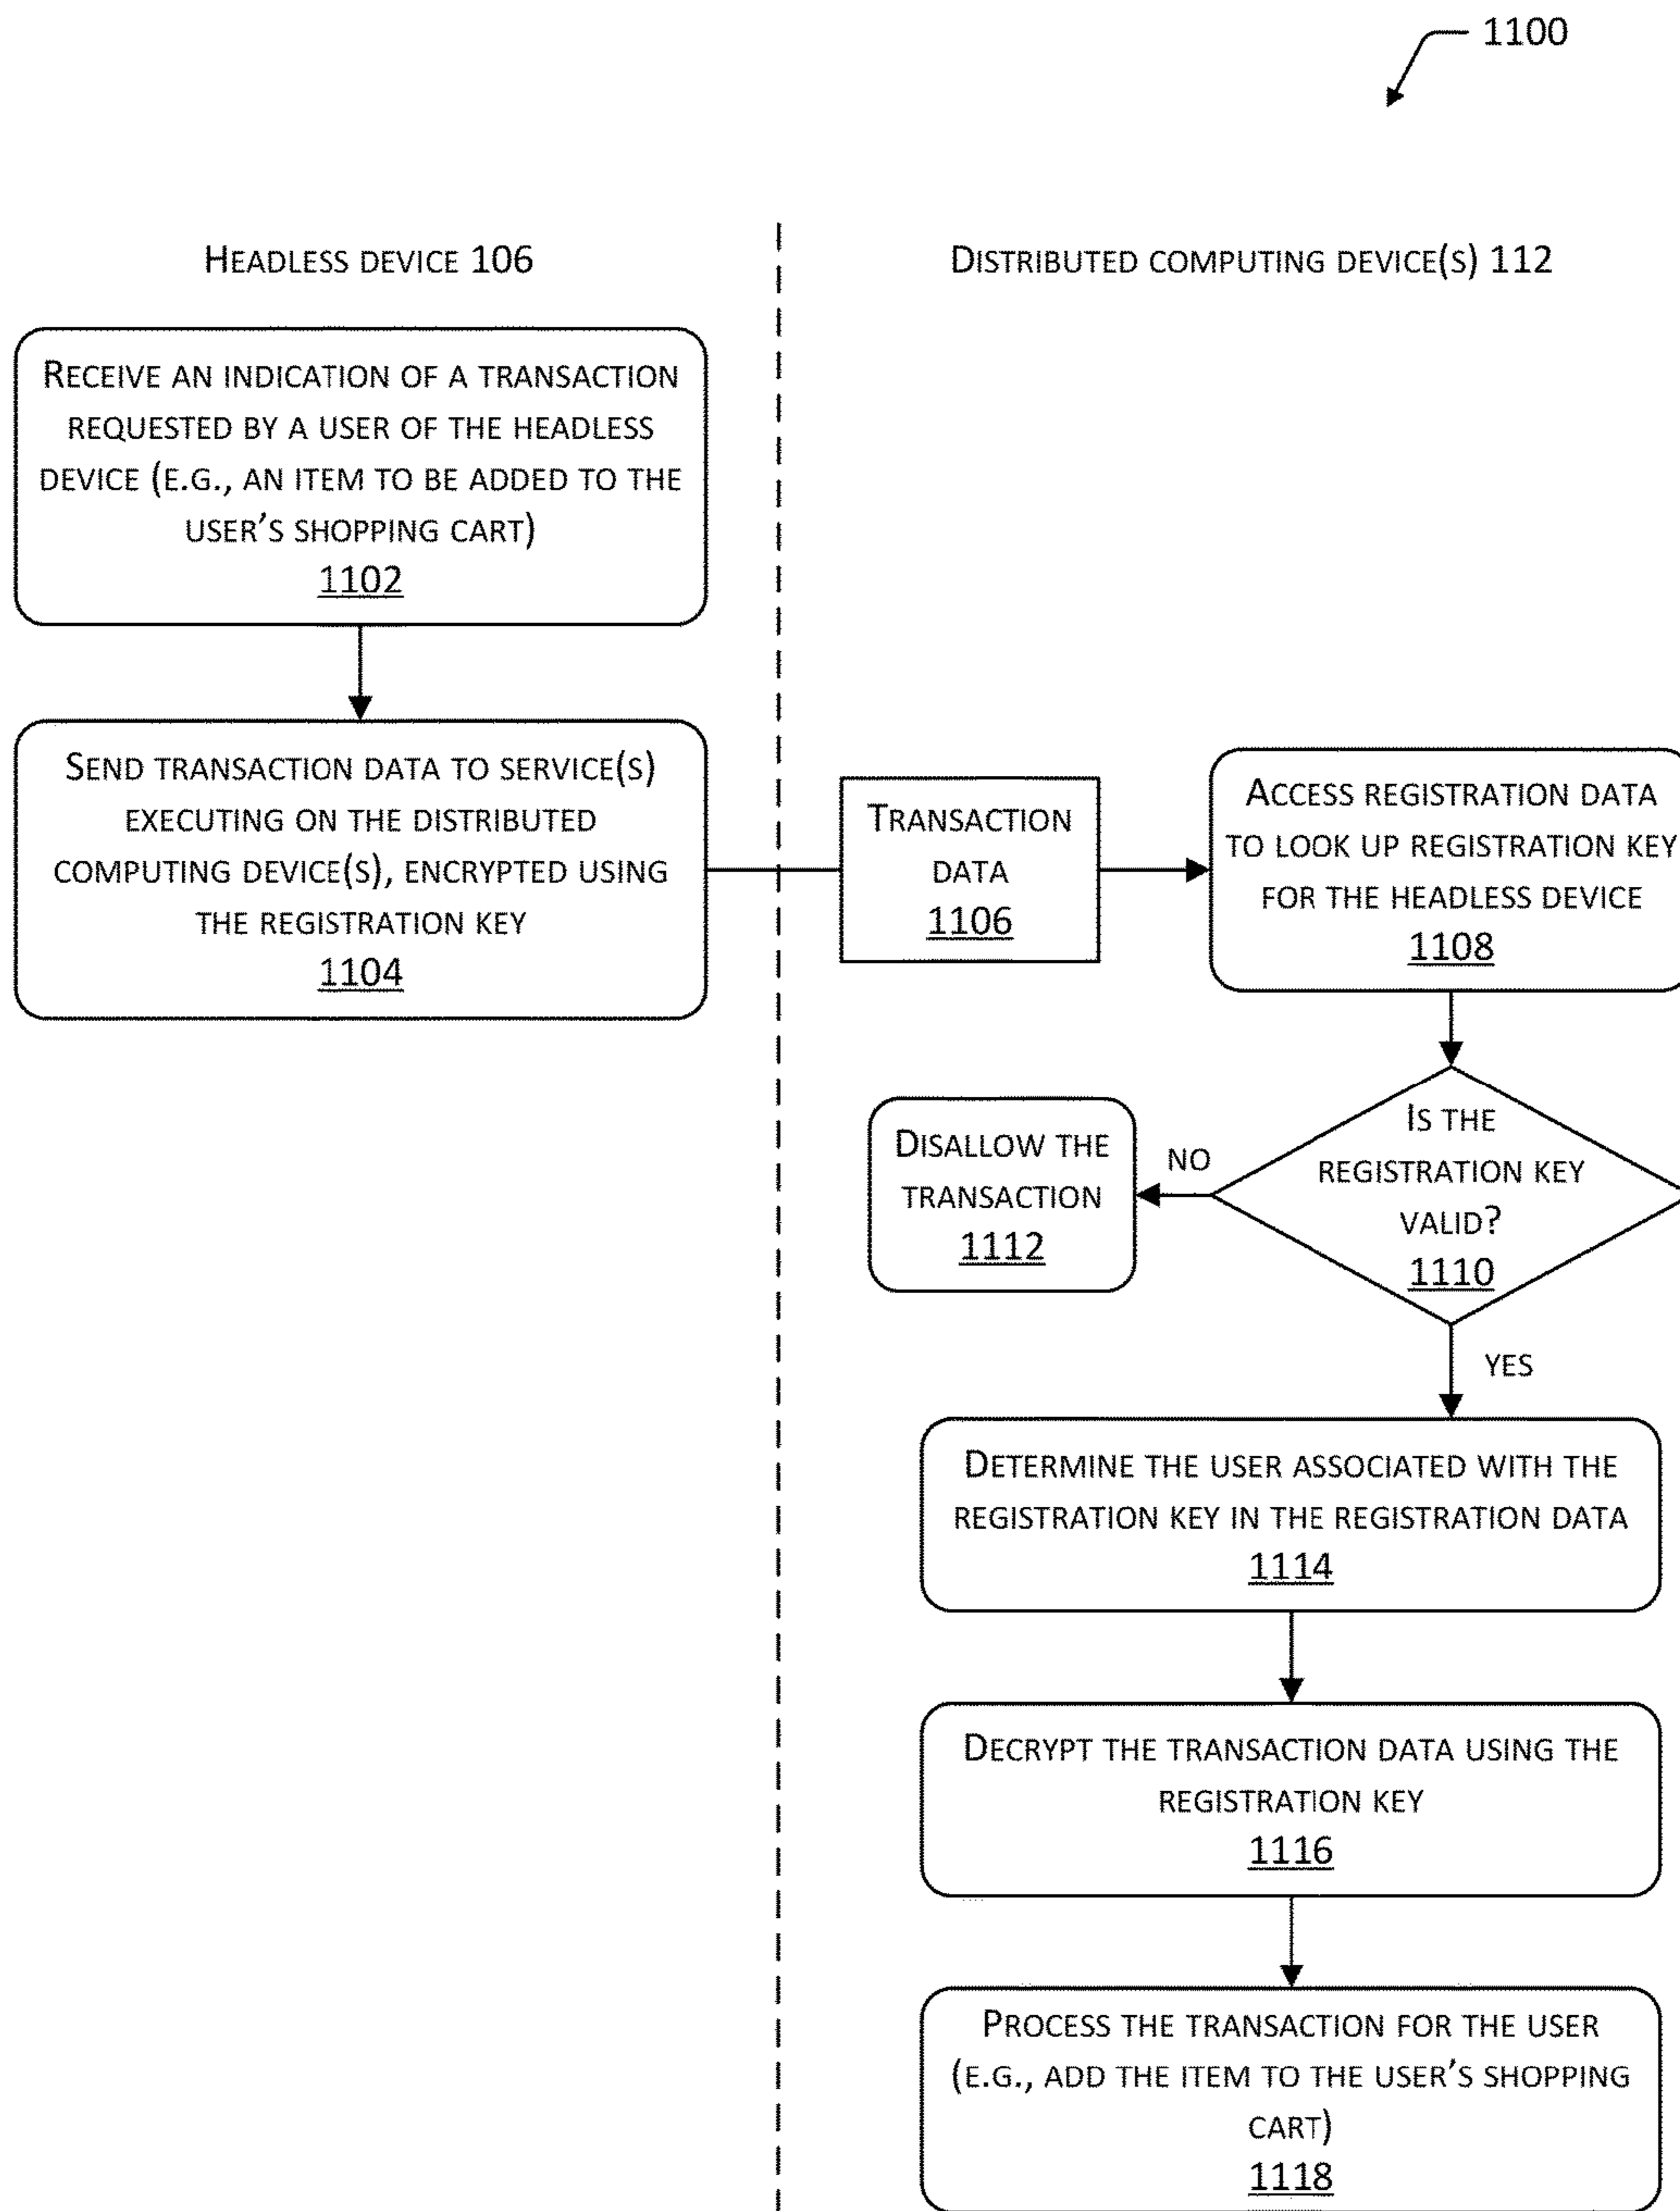 1100
HEADLESS DEVICE 106
DISTRIBUTED COMPUTING DEVICE(S) 112
RECEIVE AN INDICATION OF A TRANSACTION
REQUESTED BY A USER OF THE HEADLESS
DEVICE (E.G., AN ITEM TO BE ADDED TO THE
USER'S SHOPPING CART)
1102
SEND TRANSACTION DATA TO SERVICE(S)
EXECUTING ON THE DISTRIBUTED
COMPUTING DEVICE(S), ENCRYPTED USING
THE REGISTRATION KEY
1104
TRANSACTION
DATA
1106
ACCESS REGISTRATION DATA
TO LOOK UP REGISTRATION KEY
FOR THE HEADLESS DEVICE
1108
IS THE
REGISTRATION KEY
VALID?
1110
NO
DISALLOW THE
TRANSACTION
1112
YES
DETERMINE THE USER ASSOCIATED WITH THE
REGISTRATION KEY IN THE REGISTRATION DATA
1114
DECRYPT THE TRANSACTION DATA USING THE
REGISTRATION KEY
1116
PROCESS THE TRANSACTION FOR THE USER
(E.G., ADD THE ITEM TO THE USER'S SHOPPING
CART)
1118